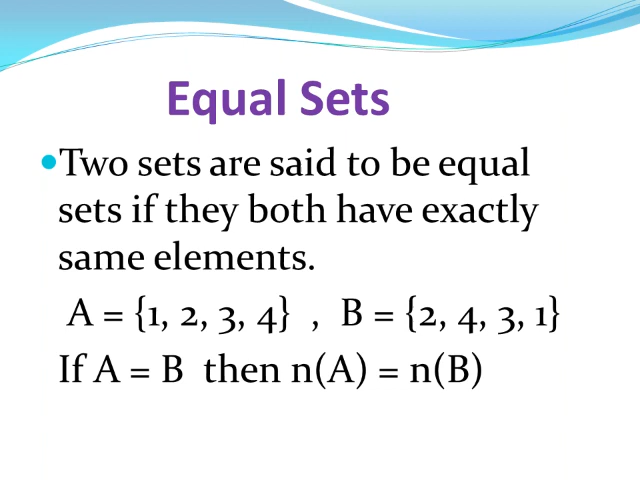 Equal Sets
•Two sets are said to be equal
sets if they both have exactly
same elements.
A = {1, 2, 3, 4} , B = {2, 4, 3, 1}
If A = B then n(A) = n(B)